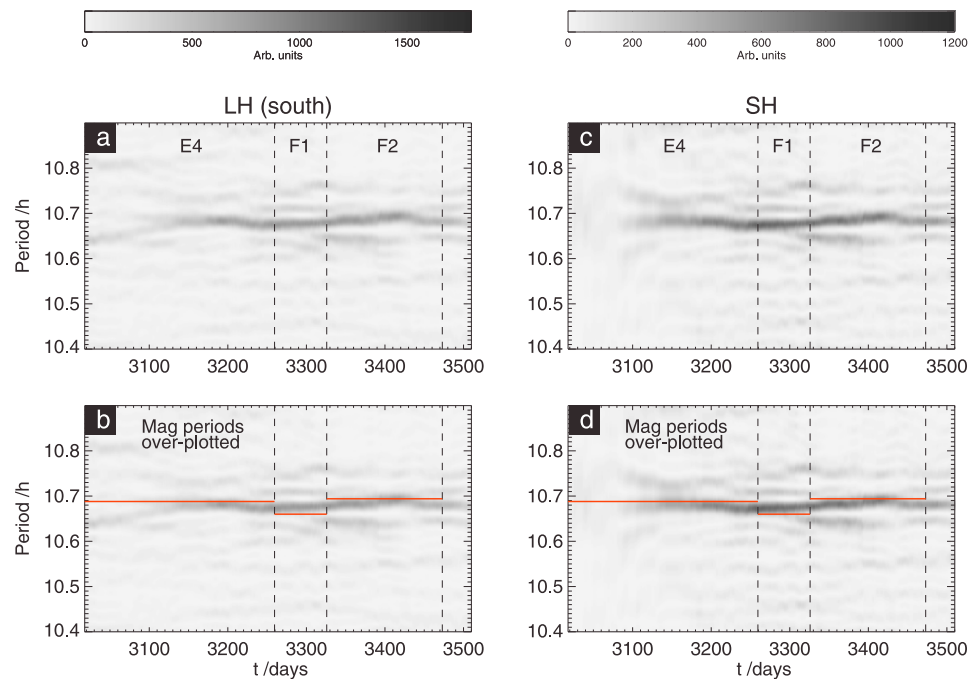 0 500 1000 1500
Arb. units
0 200 400 600 800 1000 1200
Arb. units
LH (south)
SH
a
E4 F1 F2
10.8
10.7
10.6
10.5
10.4
Period /h
3100 3200 3300 3400 3500
c
E4 F1 F2
10.8
10.7
10.6
10.5
10.4
3100 3200 3300 3400 3500
b
Mag periods
over-plotted
10.8
10.7
10.6
10.5
10.4
Period /h
3100 3200 3300 3400 3500
t /days
d
Mag periods
over-plotted
10.8
10.7
10.6
10.5
10.4
3100 3200 3300 3400 3500
t /days